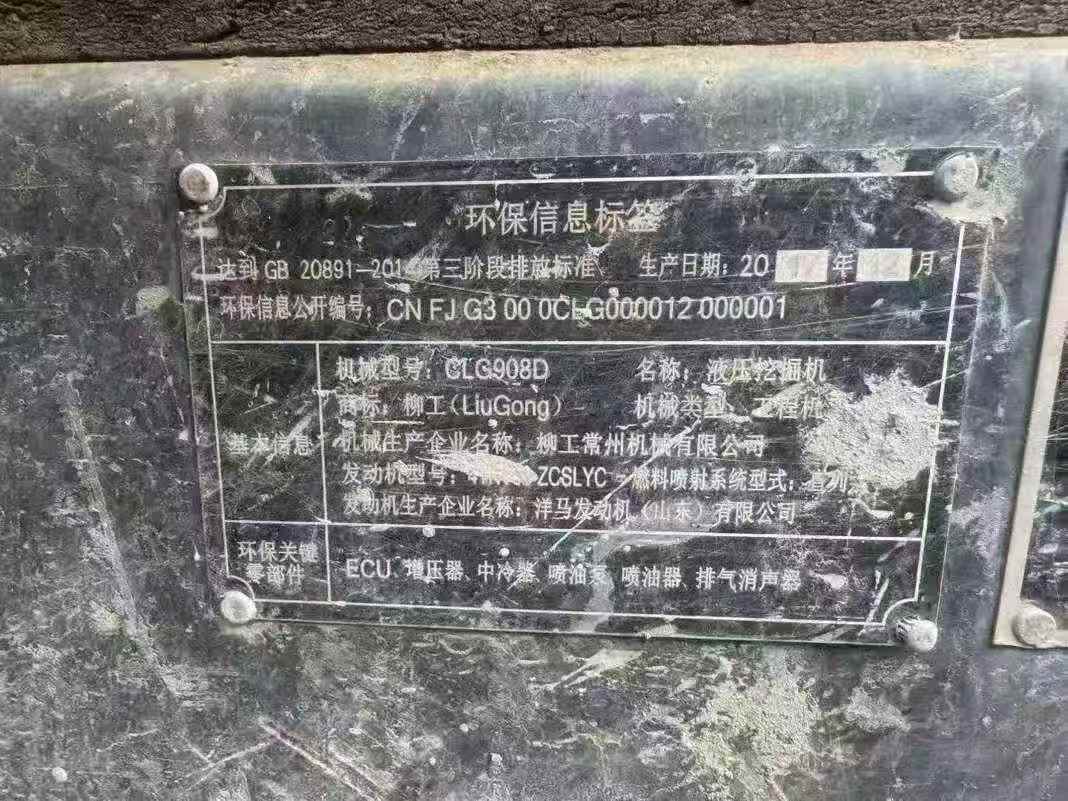 环保信息标签
达到 GB 20891-2014 第三阶段排放标准 生产日期: 20 年 月
环保信息公开编号: CN FJ G3 00 0CLG000012 000001
机械型号: CLG908D 名称: 液压挖掘机
商标: 柳工(LiuGong) 机械类型: 工程机
基本信息
机械生产企业名称: 柳工常州机械有限公司
发动机型号: ZCSLYC 燃料喷射系统型式: 直列
发动机生产企业名称: 洋马发动机(山东)有限公司
环保关键零部件
ECU、增压器、中冷器、喷油泵、喷油器、排气消声器